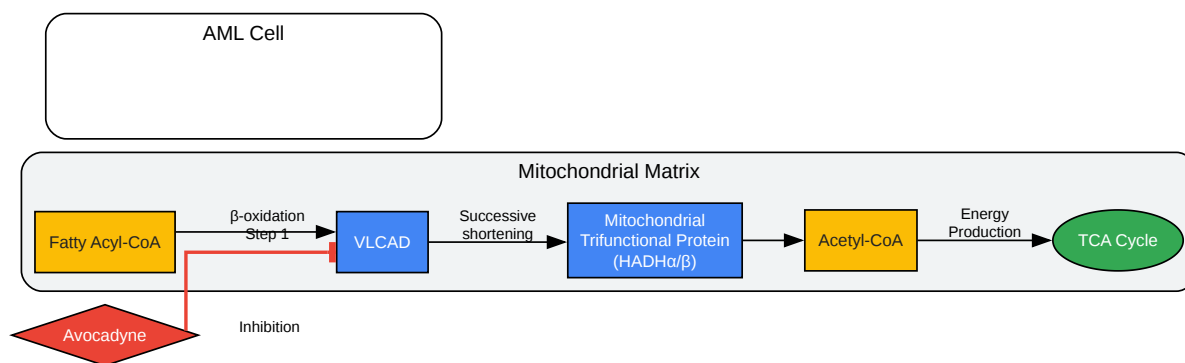 AML Cell
Mitochondrial Matrix
Fatty Acyl-CoA
β-oxidation
Step 1
VLCAD
Successive
shortening
Mitochondrial
Trifunctional Protein
(HADHα/β)
Acetyl-CoA
Energy
Production
TCA Cycle
Avocadyne
Inhibition